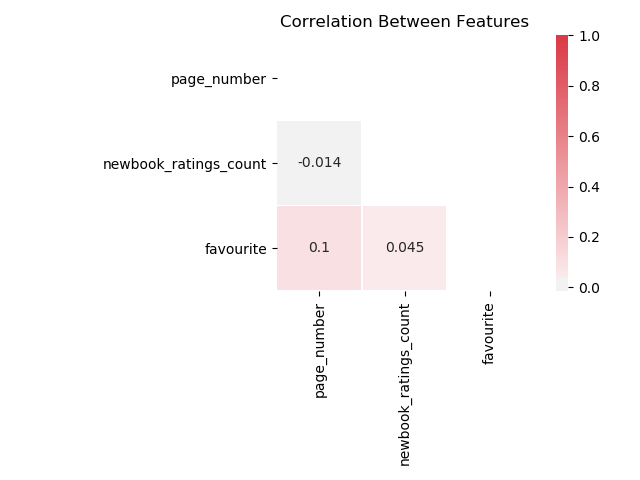 Correlation Between Features
page_number
newbook_ratings_count
favourite
-0.014
0.1
0.045
page_number
newbook_ratings_count
favourite
1.0
0.8
0.6
0.4
0.2
0.0